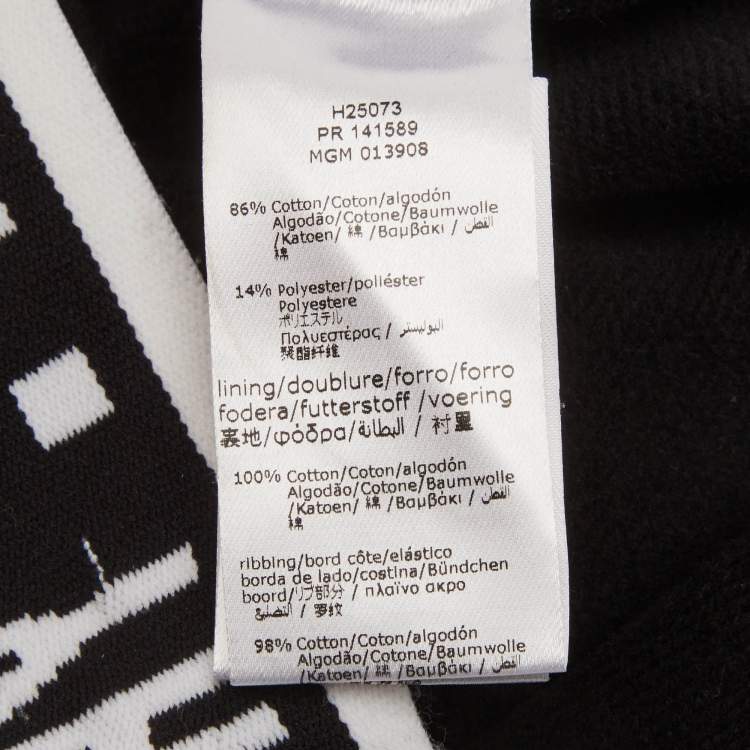 H25073
PR 141589
MGM 013908
86% Cotton/Coton/algodón
Algodão/Cotone/Baumwolle
/Katoen/ 綿 /Βαμβάκι / القطن
棉
14% Polyester/polléster
Polyestere
ポリエステル
Πολυεστέρας / البوليستر
聚酯纤维
lining/doublure/forro/forro
fodera/futterstoff /voering
裏地/φόδρα/البطانة / 衬里
100% Cotton/Coton/algodón
Algodão/Cotone/Baumwolle
/Katoen/ 綿 /Βαμβάκι / القطن
棉
ribbing/bord côte/elástico
borda de lado/costina/Bündchen
boord/リブ部分 / πλαϊνο ακρο
التضليع / 罗纹
98% Cotton/Coton/algodón
Algodão/Cotone/Baumwolle
/Katoen/ 綿 /Βαμβάκι / القطن